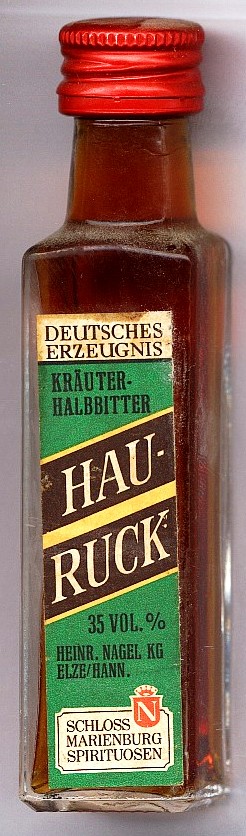 DEUTSCHES
ERZEUGNIS
KRÄUTER-
HALBBITTER
HAU-
RUCK
35 VOL. %
HEINR. NAGEL KG
ELZE/HANN.
N
SCHLOSS
MARIENBURG
SPIRITUOSEN